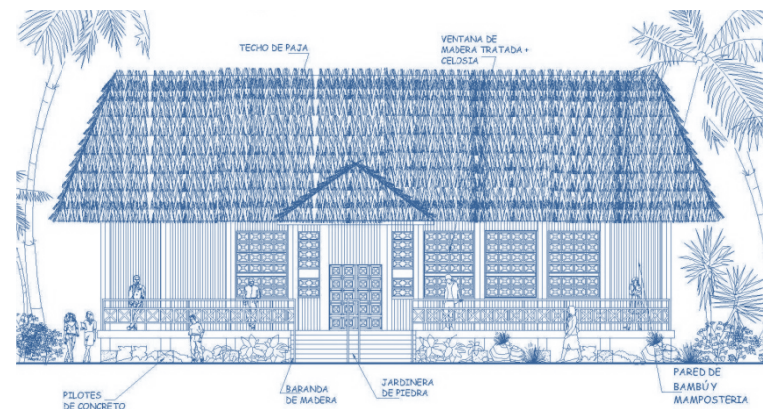 TECHO DE PAJA
VENTANA DE
MADERA TRATADA +
CELOSIA
PILOTES
DE CONCRETO
BARANDA
DE MADERA
JARDINERA
DE PIEDRA
PARED DE
BAMBÚ Y
MAMPOSTERIA